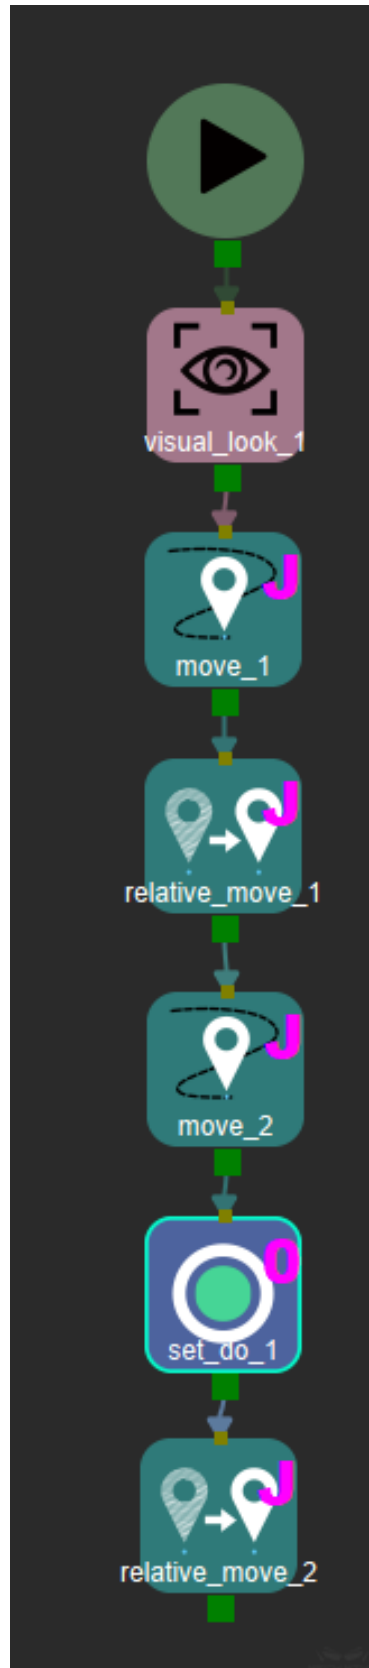 visual_look_1
J
move_1
J
relative_move_1
J
move_2
O
set_do_1
J
relative_move_2